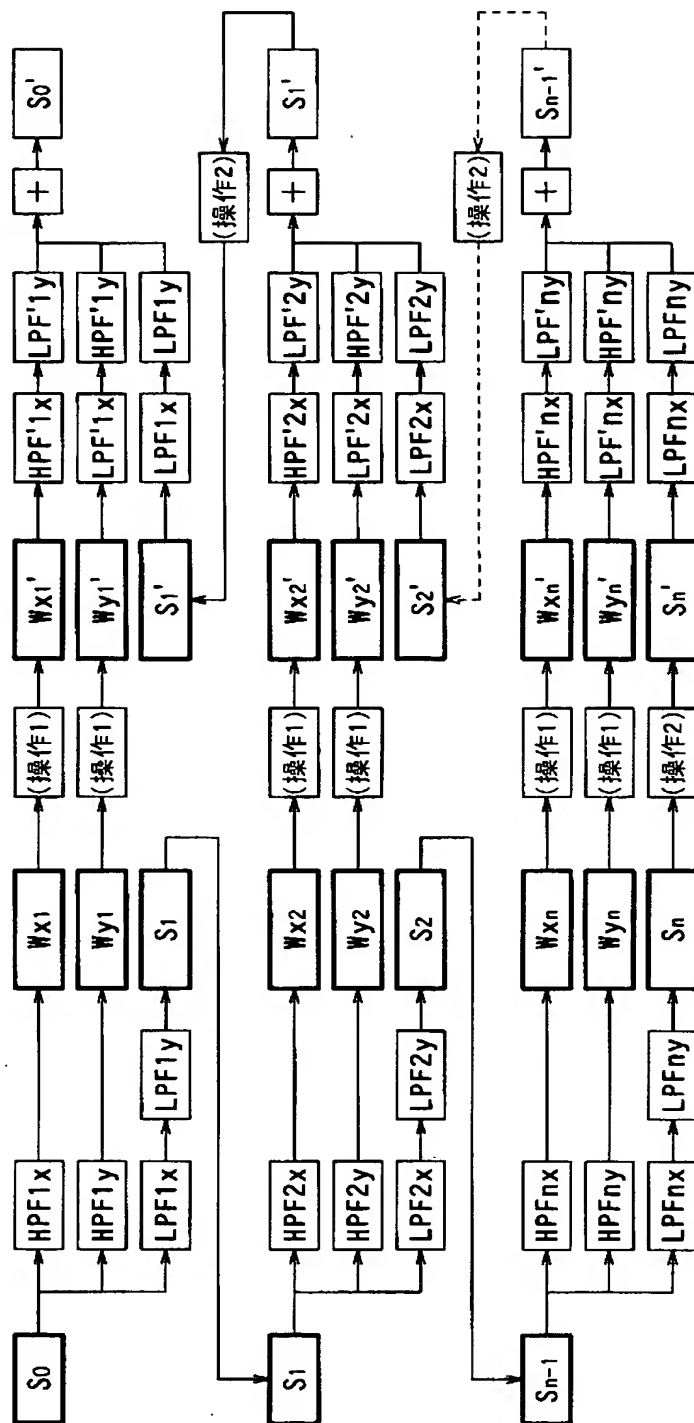 S0
HPF1x
Wx1
(操作1)
Wx1'
HPF'1x
LPF'1y
+
S0'
HPF1y
Wy1
(操作1)
Wy1'
LPF'1x
HPF'1y
LPF1x
LPF1y
S1
S1'
LPF1x
LPF1y
(操作2)
S1
HPF2x
Wx2
(操作1)
Wx2'
HPF'2x
LPF'2y
+
S1'
HPF2y
Wy2
(操作1)
Wy2'
LPF'2x
HPF'2y
LPF2x
LPF2y
S2
S2'
LPF2x
LPF2y
(操作2)
Sn-1
HPFnx
Wxn
(操作1)
Wxn'
HPF'nx
LPF'ny
+
Sn-1'
HPFny
Wyn
(操作1)
Wyn'
LPF'nx
HPF'ny
LPFnx
LPFny
Sn
(操作2)
Sn'
LPFnx
LPFny